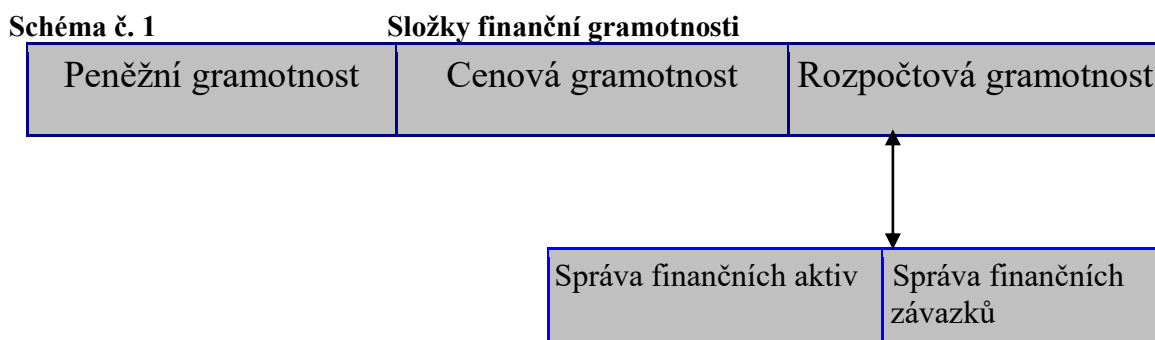 Schéma č. 1 Složky finanční gramotnosti
Peněžní gramotnost Cenová gramotnost Rozpočtová gramotnost
Správa finančních aktiv Správa finančních
závazků